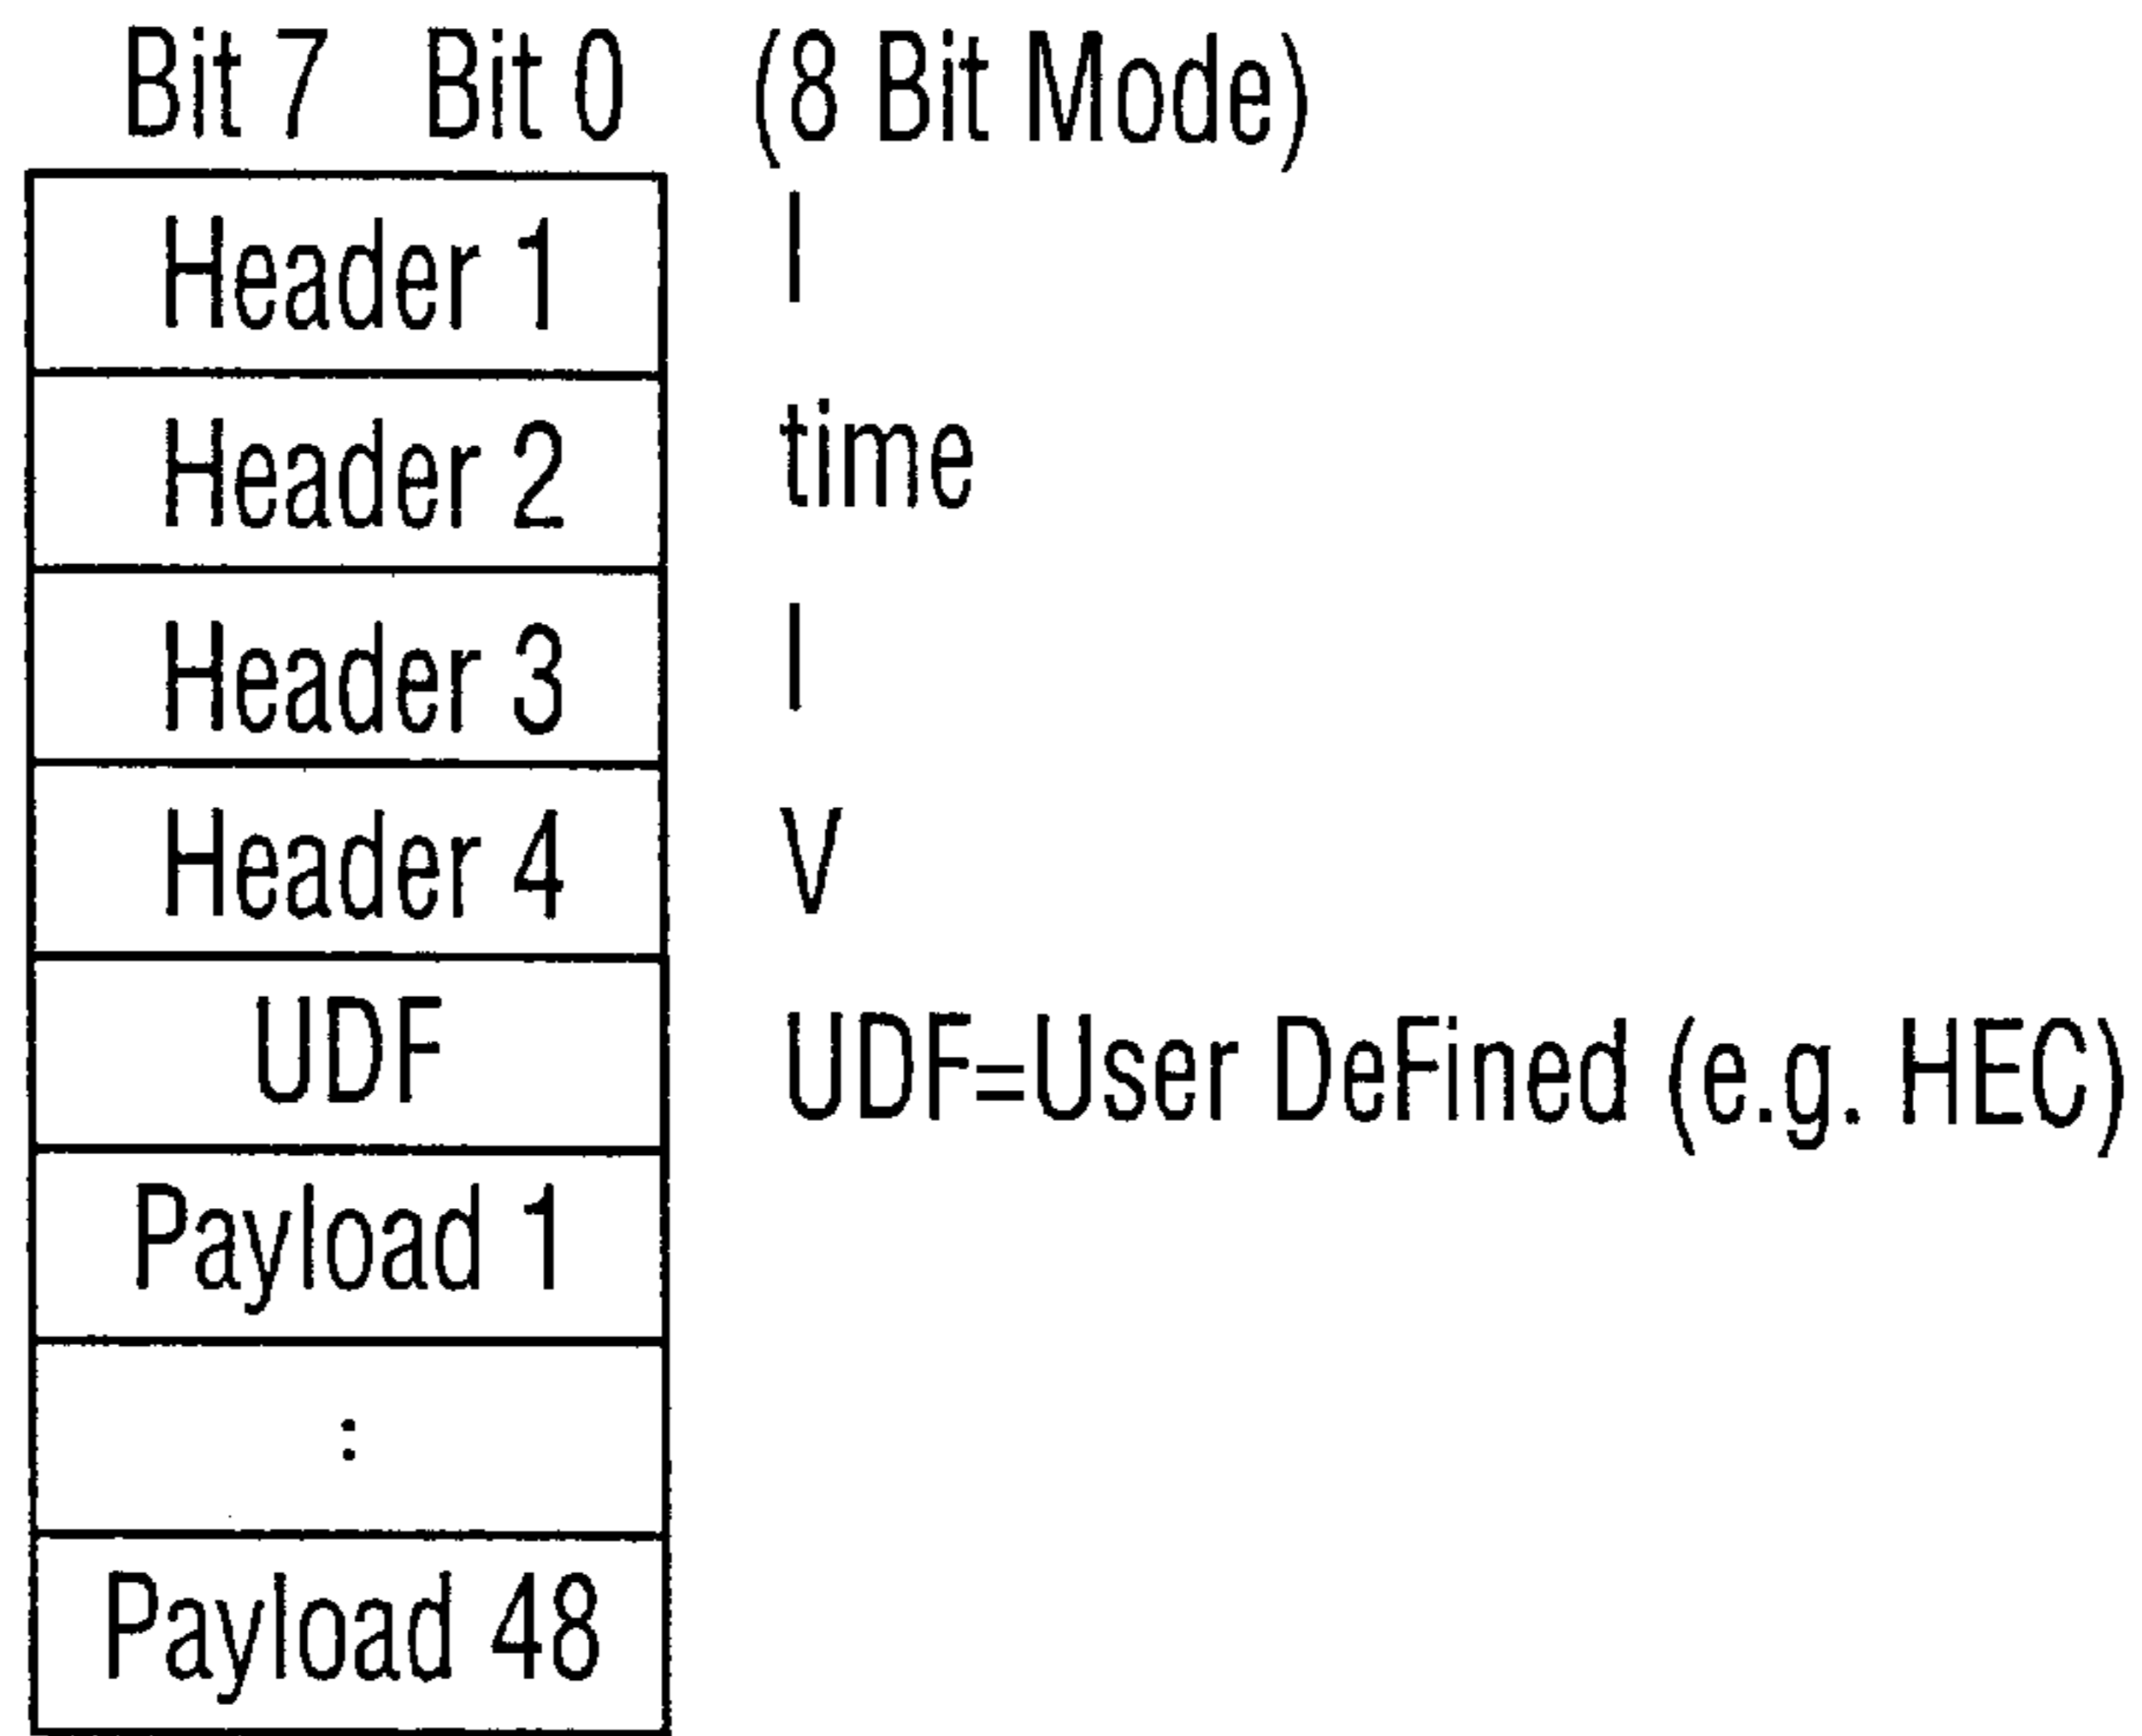 Bit 7 Bit 0 (8 Bit Mode)
Header 1 |
Header 2 time
Header 3 |
Header 4 V
UDF UDF=User DeFined (e.g. HEC)
Payload 1
:
Payload 48